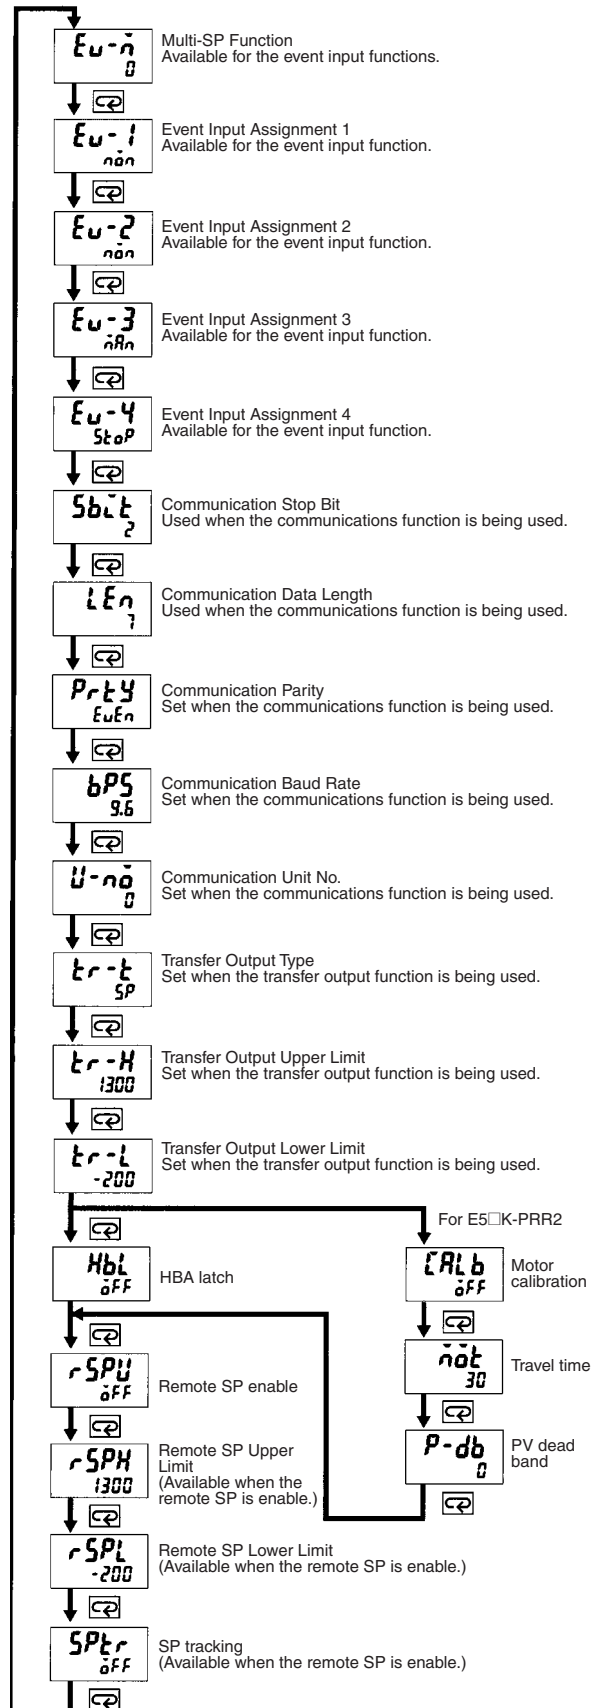 Eu-m
0
Multi-SP Function
Available for the event input functions.
Eu-1
non
Event Input Assignment 1
Available for the event input function.
Eu-2
non
Event Input Assignment 2
Available for the event input function.
Eu-3
mAn
Event Input Assignment 3
Available for the event input function.
Eu-4
StoP
Event Input Assignment 4
Available for the event input function.
Sbit
2
Communication Stop Bit
Used when the communications function is being used.
LEn
7
Communication Data Length
Used when the communications function is being used.
PrtY
EuEn
Communication Parity
Set when the communications function is being used.
bPS
9.6
Communication Baud Rate
Set when the communications function is being used.
U-no
0
Communication Unit No.
Set when the communications function is being used.
tr-t
SP
Transfer Output Type
Set when the transfer output function is being used.
tr-H
1300
Transfer Output Upper Limit
Set when the transfer output function is being used.
tr-L
-200
Transfer Output Lower Limit
Set when the transfer output function is being used.
For E5□K-PRR2
HbL
oFF
HBA latch
CALb
oFF
Motor
calibration
mot
30
Travel time
P-db
0
PV dead
band
rSPU
oFF
Remote SP enable
rSPH
1300
Remote SP Upper
Limit
(Available when the
remote SP is enable.)
rSPL
-200
Remote SP Lower Limit
(Available when the remote SP is enable.)
SPtr
oFF
SP tracking
(Available when the remote SP is enable.)